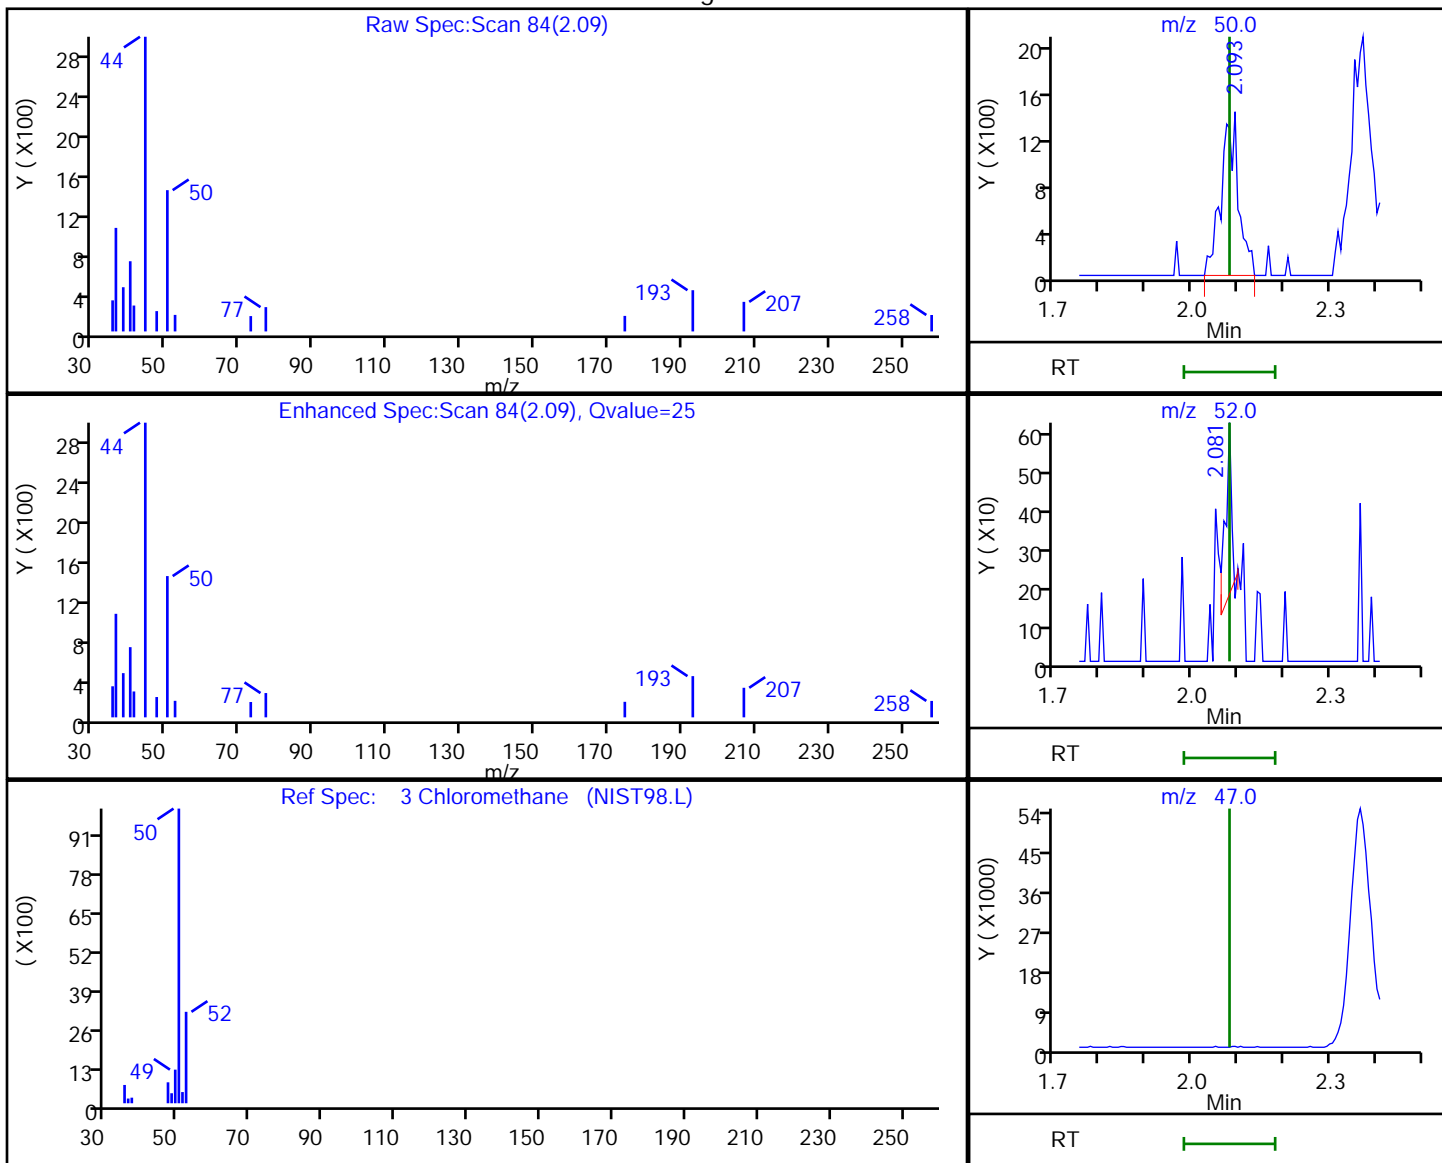 Raw Spec:Scan 84(2.09)
Y ( X100)
28
24
20
16
12
8
4
0
44
50
77
193
207
258
30 50 70 90 110 130 150 170 190 210 230 250
m/z
m/z 50.0
Y ( X100)
20
16
12
8
4
0
2.093
1.7 2.0 2.3
Min
RT
Enhanced Spec:Scan 84(2.09), Qvalue=25
Y ( X100)
28
24
20
16
12
8
4
0
44
50
77
193
207
258
30 50 70 90 110 130 150 170 190 210 230 250
m/z
m/z 52.0
Y ( X10)
60
50
40
30
20
10
0
2.081
1.7 2.0 2.3
Min
RT
Ref Spec: 3 Chloromethane (NIST98.L)
( X100)
91
78
65
52
39
26
13
0
50
52
49
30 50 70 90 110 130 150 170 190 210 230 250
m/z 47.0
Y ( X1000)
54
45
36
27
18
9
0
1.7 2.0 2.3
Min
RT